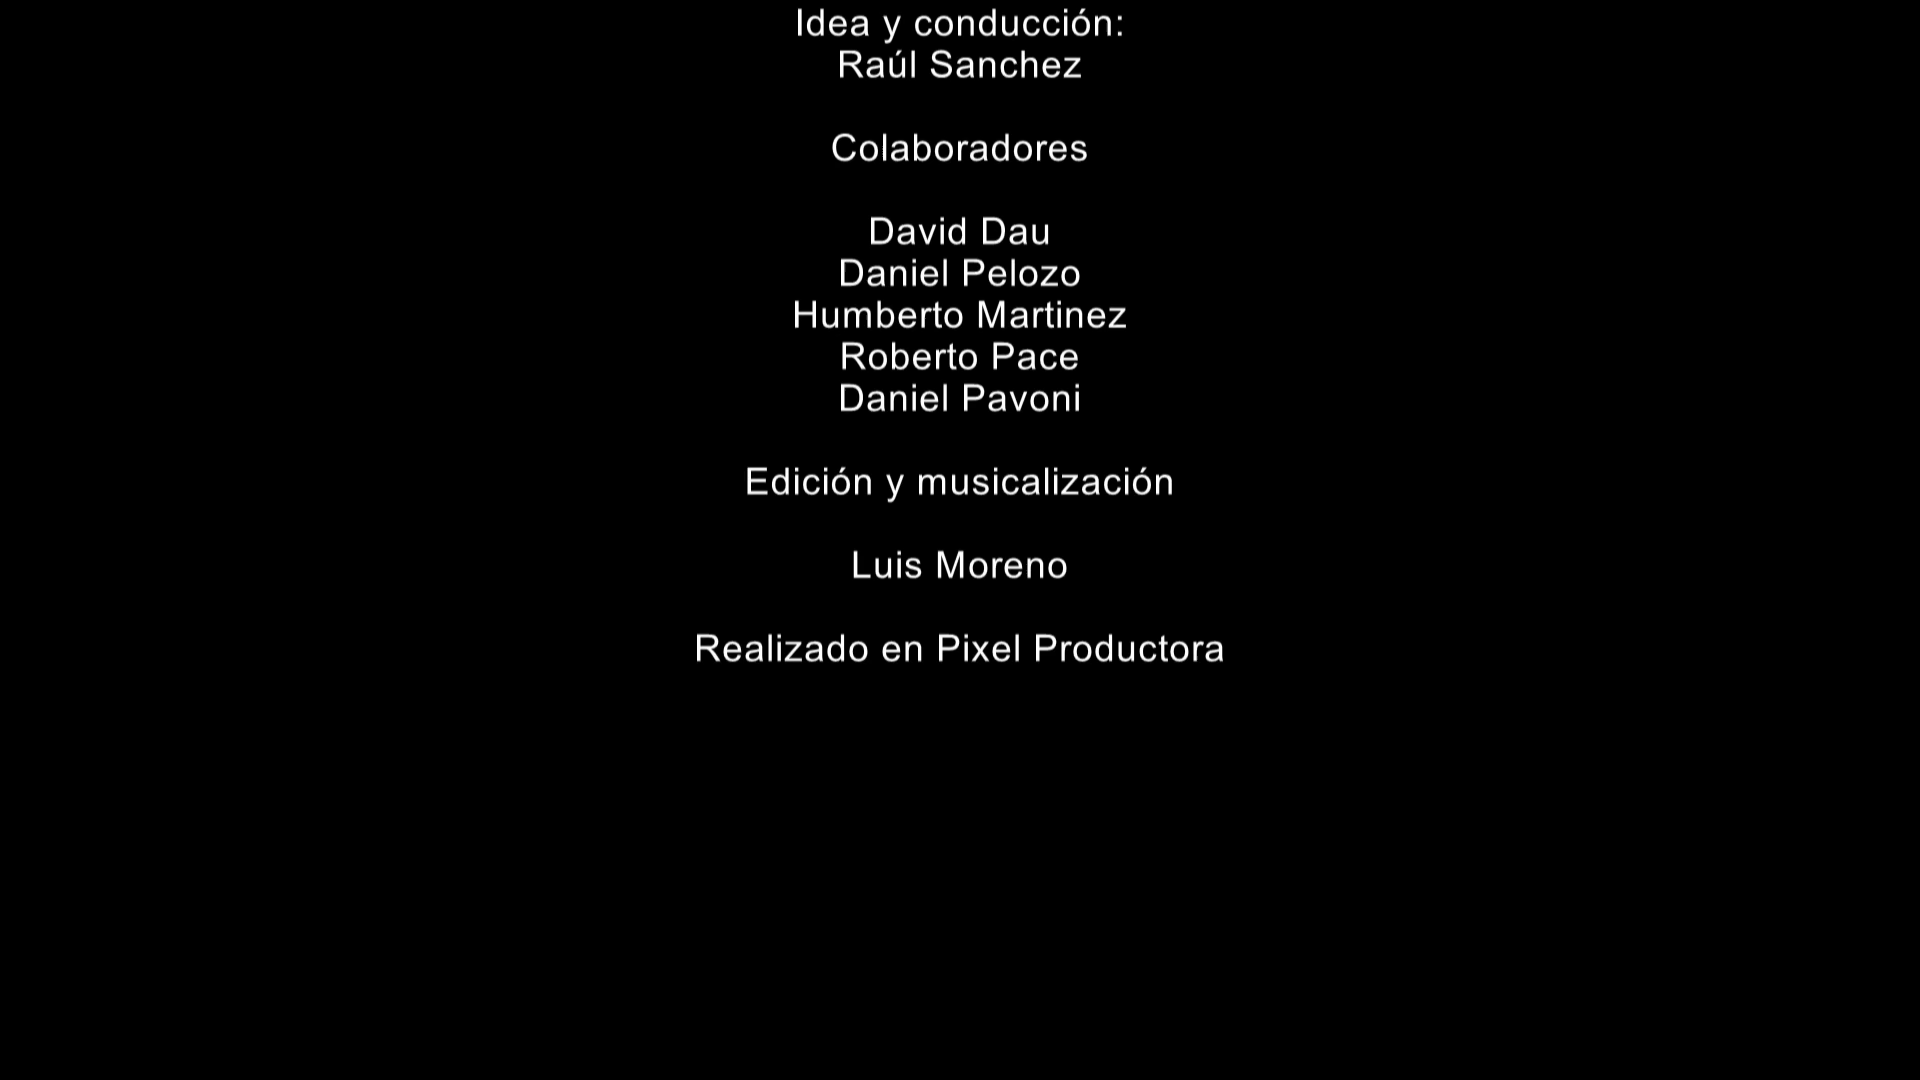 Idea y conducción:
Raúl Sanchez
Colaboradores
David Dau
Daniel Pelozo
Humberto Martinez
Roberto Pace
Daniel Pavoni
Edición y musicalización
Luis Moreno
Realizado en Pixel Productora